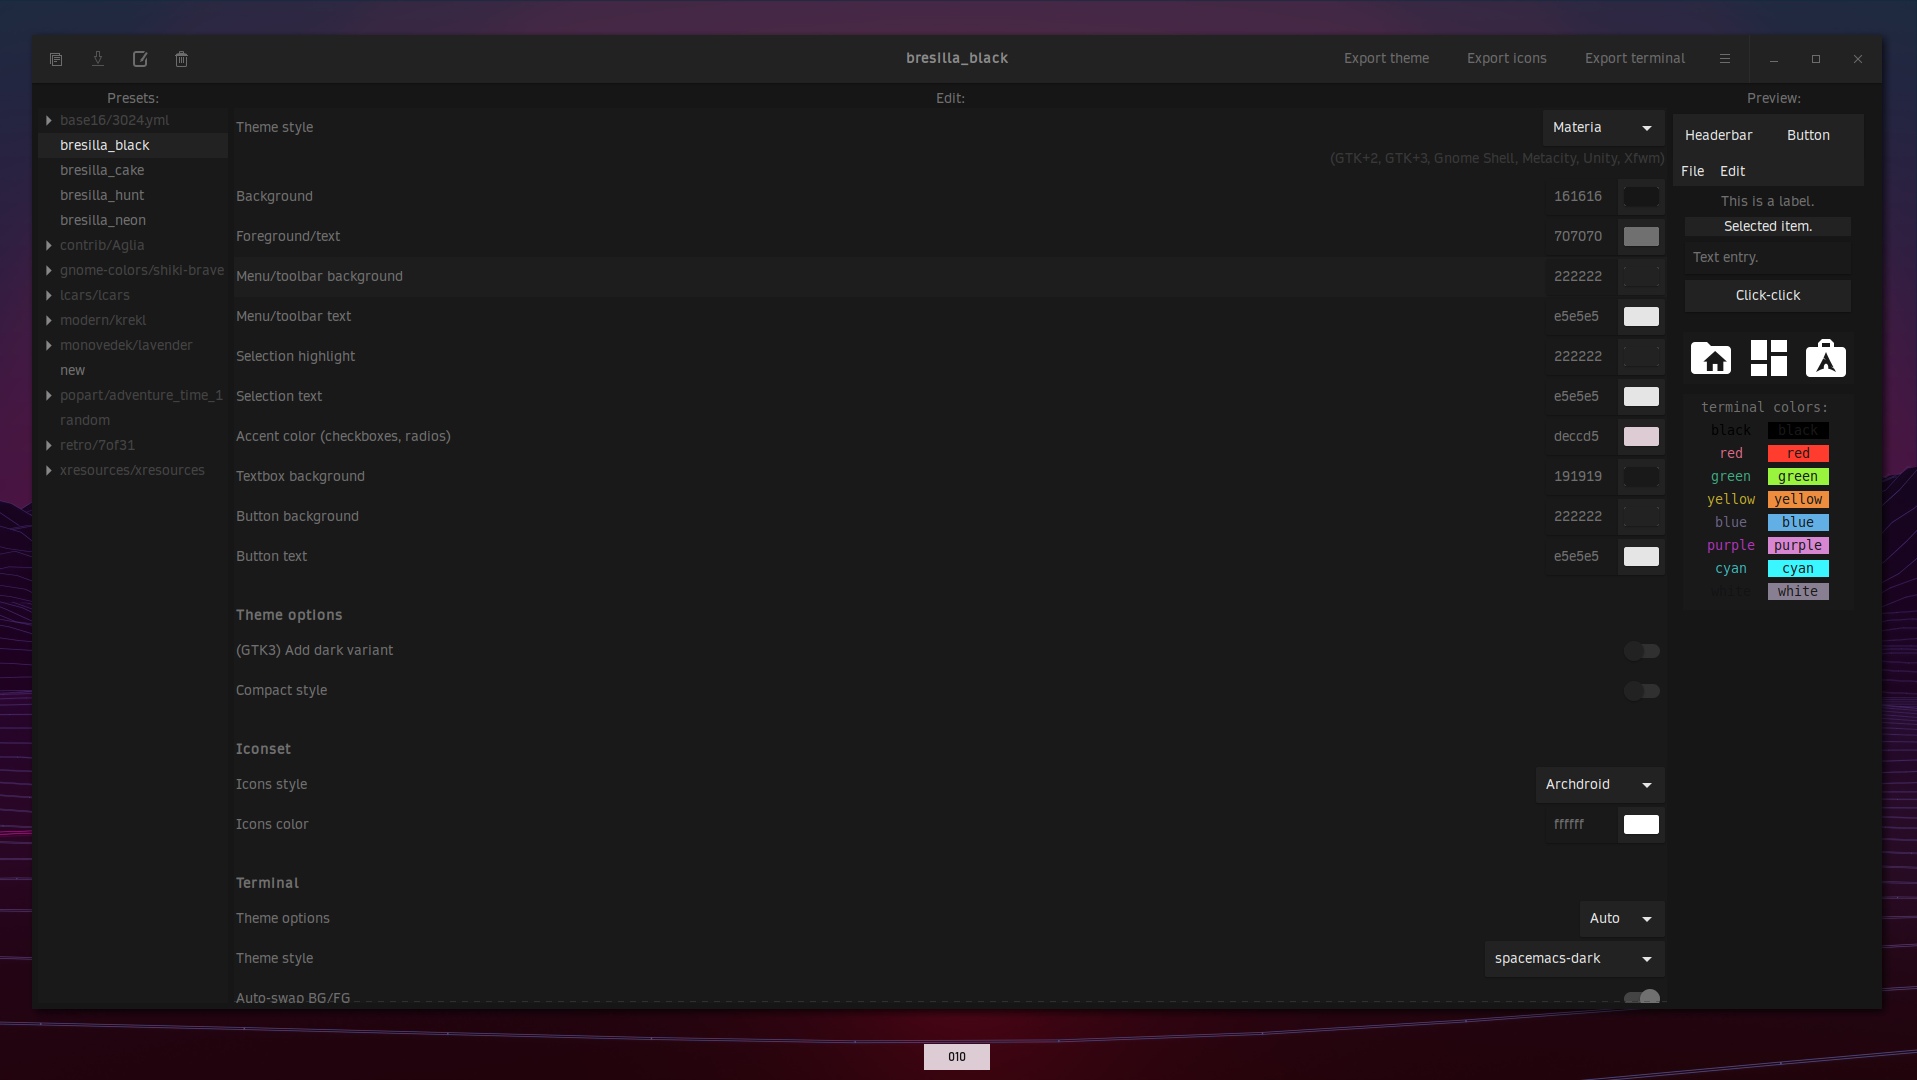 bresilla_black
Export theme Export icons Export terminal
Presets:
base16/3024.yml
bresilla_black
bresilla_cake
bresilla_hunt
bresilla_neon
contrib/Aglia
gnome-colors/shiki-brave
lcars/lcars
modern/krekl
monovedek/lavender
new
popart/adventure_time_1
random
retro/7of31
xresources/xresources
Edit:
Theme style Materia
(GTK+2, GTK+3, Gnome Shell, Metacity, Unity, Xfwm)
Background 161616
Foreground/text 707070
Menu/toolbar background 222222
Menu/toolbar text e5e5e5
Selection highlight 222222
Selection text e5e5e5
Accent color (checkboxes, radios) deccd5
Textbox background 191919
Button background 222222
Button text e5e5e5
Theme options
(GTK3) Add dark variant
Compact style
Iconset
Icons style Archdroid
Icons color ffffff
Terminal
Theme options Auto
Theme style spacemacs-dark
Auto-swap BG/FG
Preview:
Headerbar Button
File Edit
This is a label.
Selected item.
Text entry.
Click-click
terminal colors:
black black
red red
green green
yellow yellow
blue blue
purple purple
cyan cyan
white white
010